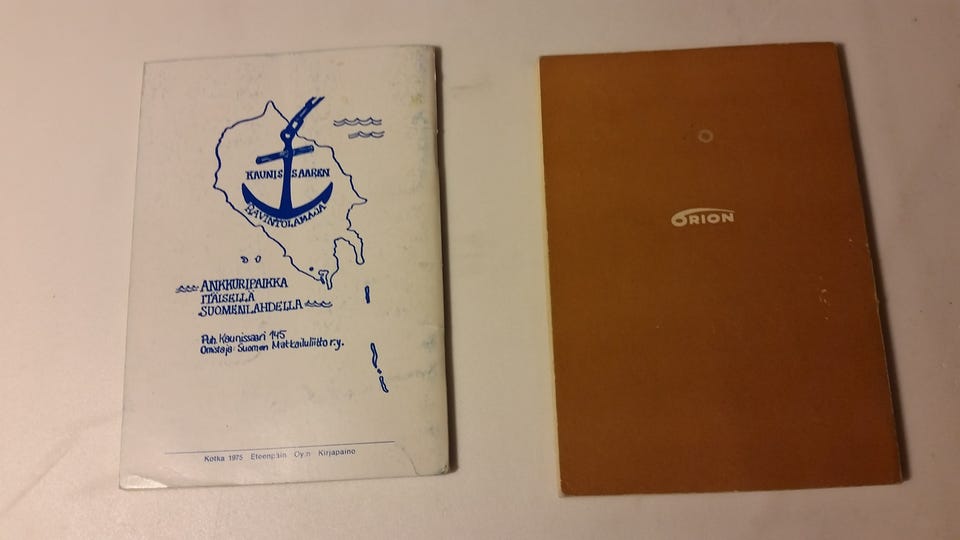 KAUNISSAAREN
RAVINTOLAMAJA
ANKKURIPAIKKA
ITÄISELLÄ
SUOMENLAHDELLA
Puh. Kaunissaari 145
Omistaja: Suomen Matkailuliitto r.y.
Kotka 1975 Eteenpäin Oy:n Kirjapaino
ORION